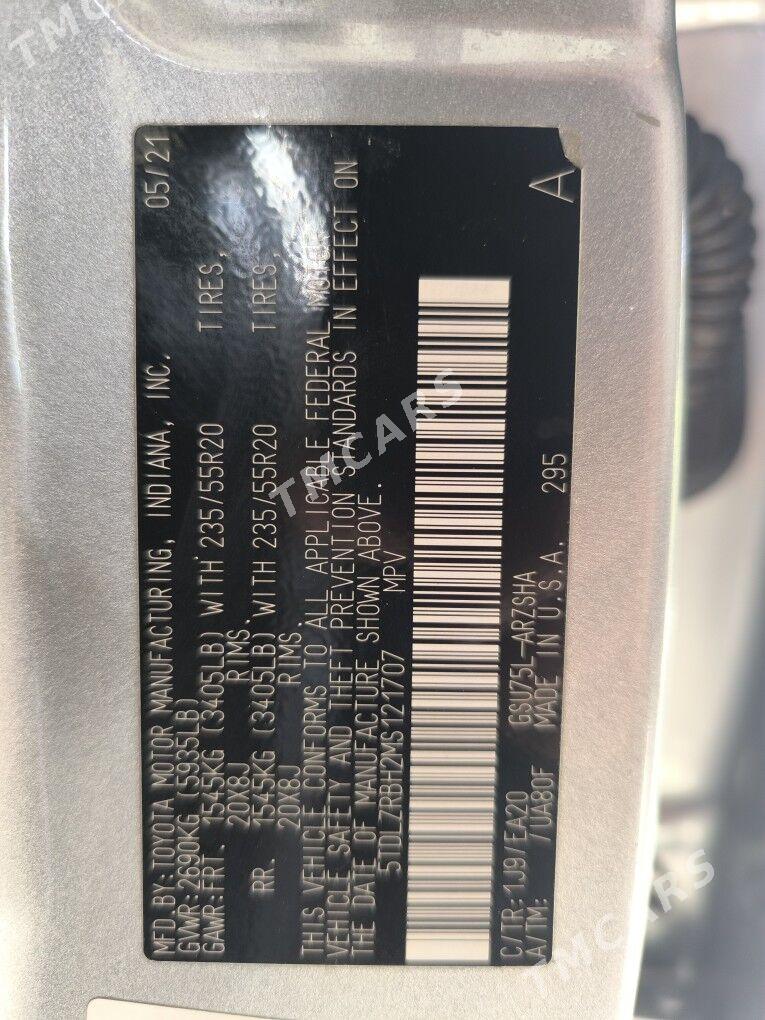 MFD.BY:TOYOTA MOTOR MANUFACTURING, INDIANA, INC. 05/21
GVWR:2690KG (5935LB)
GAWR:FRT. 1545KG (3405LB) WITH 235/55R20 TIRES,
20X8J RIMS.
RR. 1545KG (3405LB) WITH 235/55R20 TIRES,
20X8J RIMS.
THIS VEHICLE CONFORMS TO ALL APPLICABLE FEDERAL MOTOR
VEHICLE SAFETY AND THEFT PREVENTION STANDARDS IN EFFECT ON
THE DATE OF MANUFACTURE SHOWN ABOVE.
5TDLZRBH2MS121707 MPV
C/TR:1J9/EA20 GSU75L-ARZSHA
A/TM: /UA80F MADE IN U.S.A. 295
A
TMCARS
TMCARS
TMCARS
TMCARS